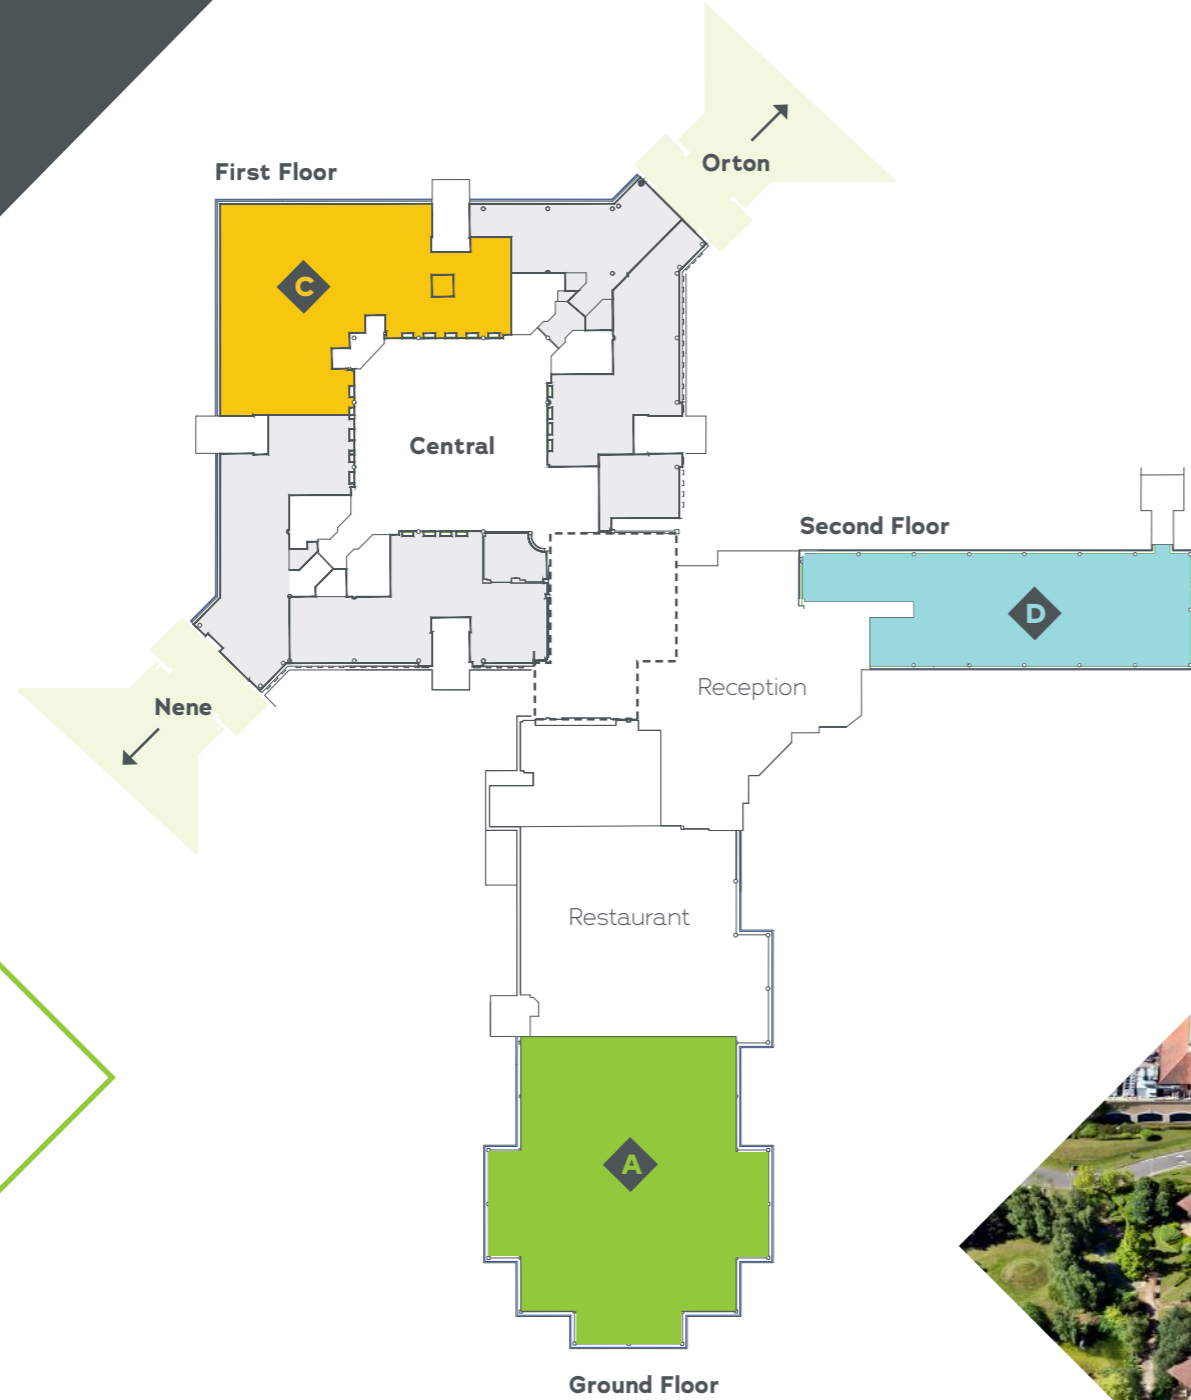 Orton
First Floor
C
Central
Second Floor
D
Reception
Nene
Restaurant
A
Ground Floor